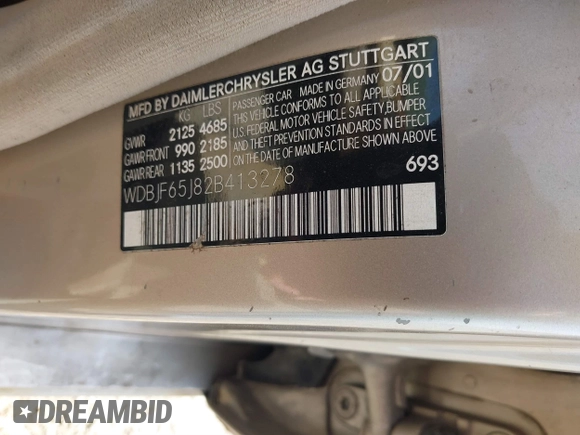 MFD BY DAIMLERCHRYSLER AG STUTTGART
KG LBS
GVWR 2125 4685
GAWR FRONT 990 2185
GAWR REAR 1135 2500
PASSENGER CAR MADE IN GERMANY 07/01
THIS VEHICLE CONFORMS TO ALL APPLICABLE
U.S. FEDERAL MOTOR VEHICLE SAFETY, BUMPER
AND THEFT PREVENTION STANDARDS IN EFFECT
ON THE DATE OF MANUFACTURE SHOWN ABOVE.
WDBJF65J82B413278
693
DREAMBID